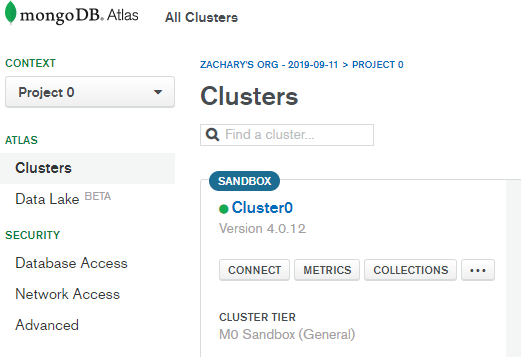 mongoDB. Atlas
All Clusters
CONTEXT
Project 0
ATLAS
Clusters
Data Lake BETA
SECURITY
Database Access
Network Access
Advanced
ZACHARY'S ORG - 2019-09-11 > PROJECT 0
Clusters
Find a cluster...
SANDBOX
Cluster0
Version 4.0.12
CONNECT
METRICS
COLLECTIONS
...
CLUSTER TIER
M0 Sandbox (General)